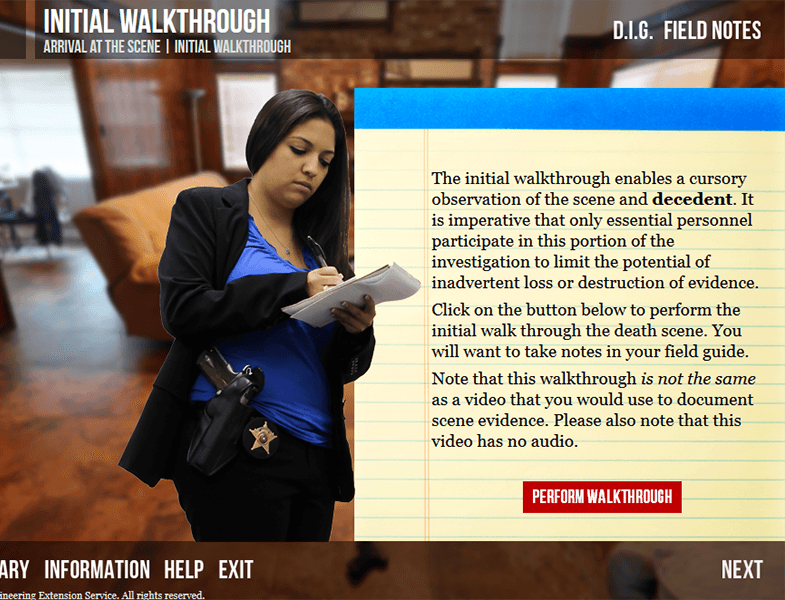 INITIAL WALKTHROUGH
ARRIVAL AT THE SCENE | INITIAL WALKTHROUGH
D.I.G. FIELD NOTES
The initial walkthrough enables a cursory
observation of the scene and decedent. It
is imperative that only essential personnel
participate in this portion of the
investigation to limit the potential of
inadvertent loss or destruction of evidence.
Click on the button below to perform the
initial walk through the death scene. You
will want to take notes in your field guide.
Note that this walkthrough is not the same
as a video that you would use to document
scene evidence. Please also note that this
video has no audio.
PERFORM WALKTHROUGH
ARY INFORMATION HELP EXIT
NEXT
ineering Extension Service. All rights reserved.